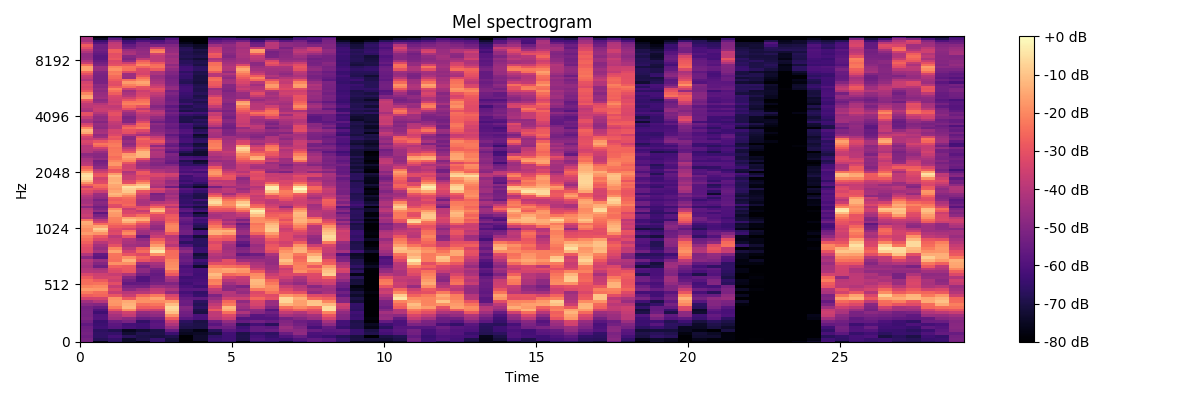 Mel spectrogram
+0 dB
8192
-10 dB
4096
-20 dB
-30 dB
2048
Hz
-40 dB
1024
-50 dB
-60 dB
512
-70 dB
0
-80 dB
0 5 10 15 20 25
Time